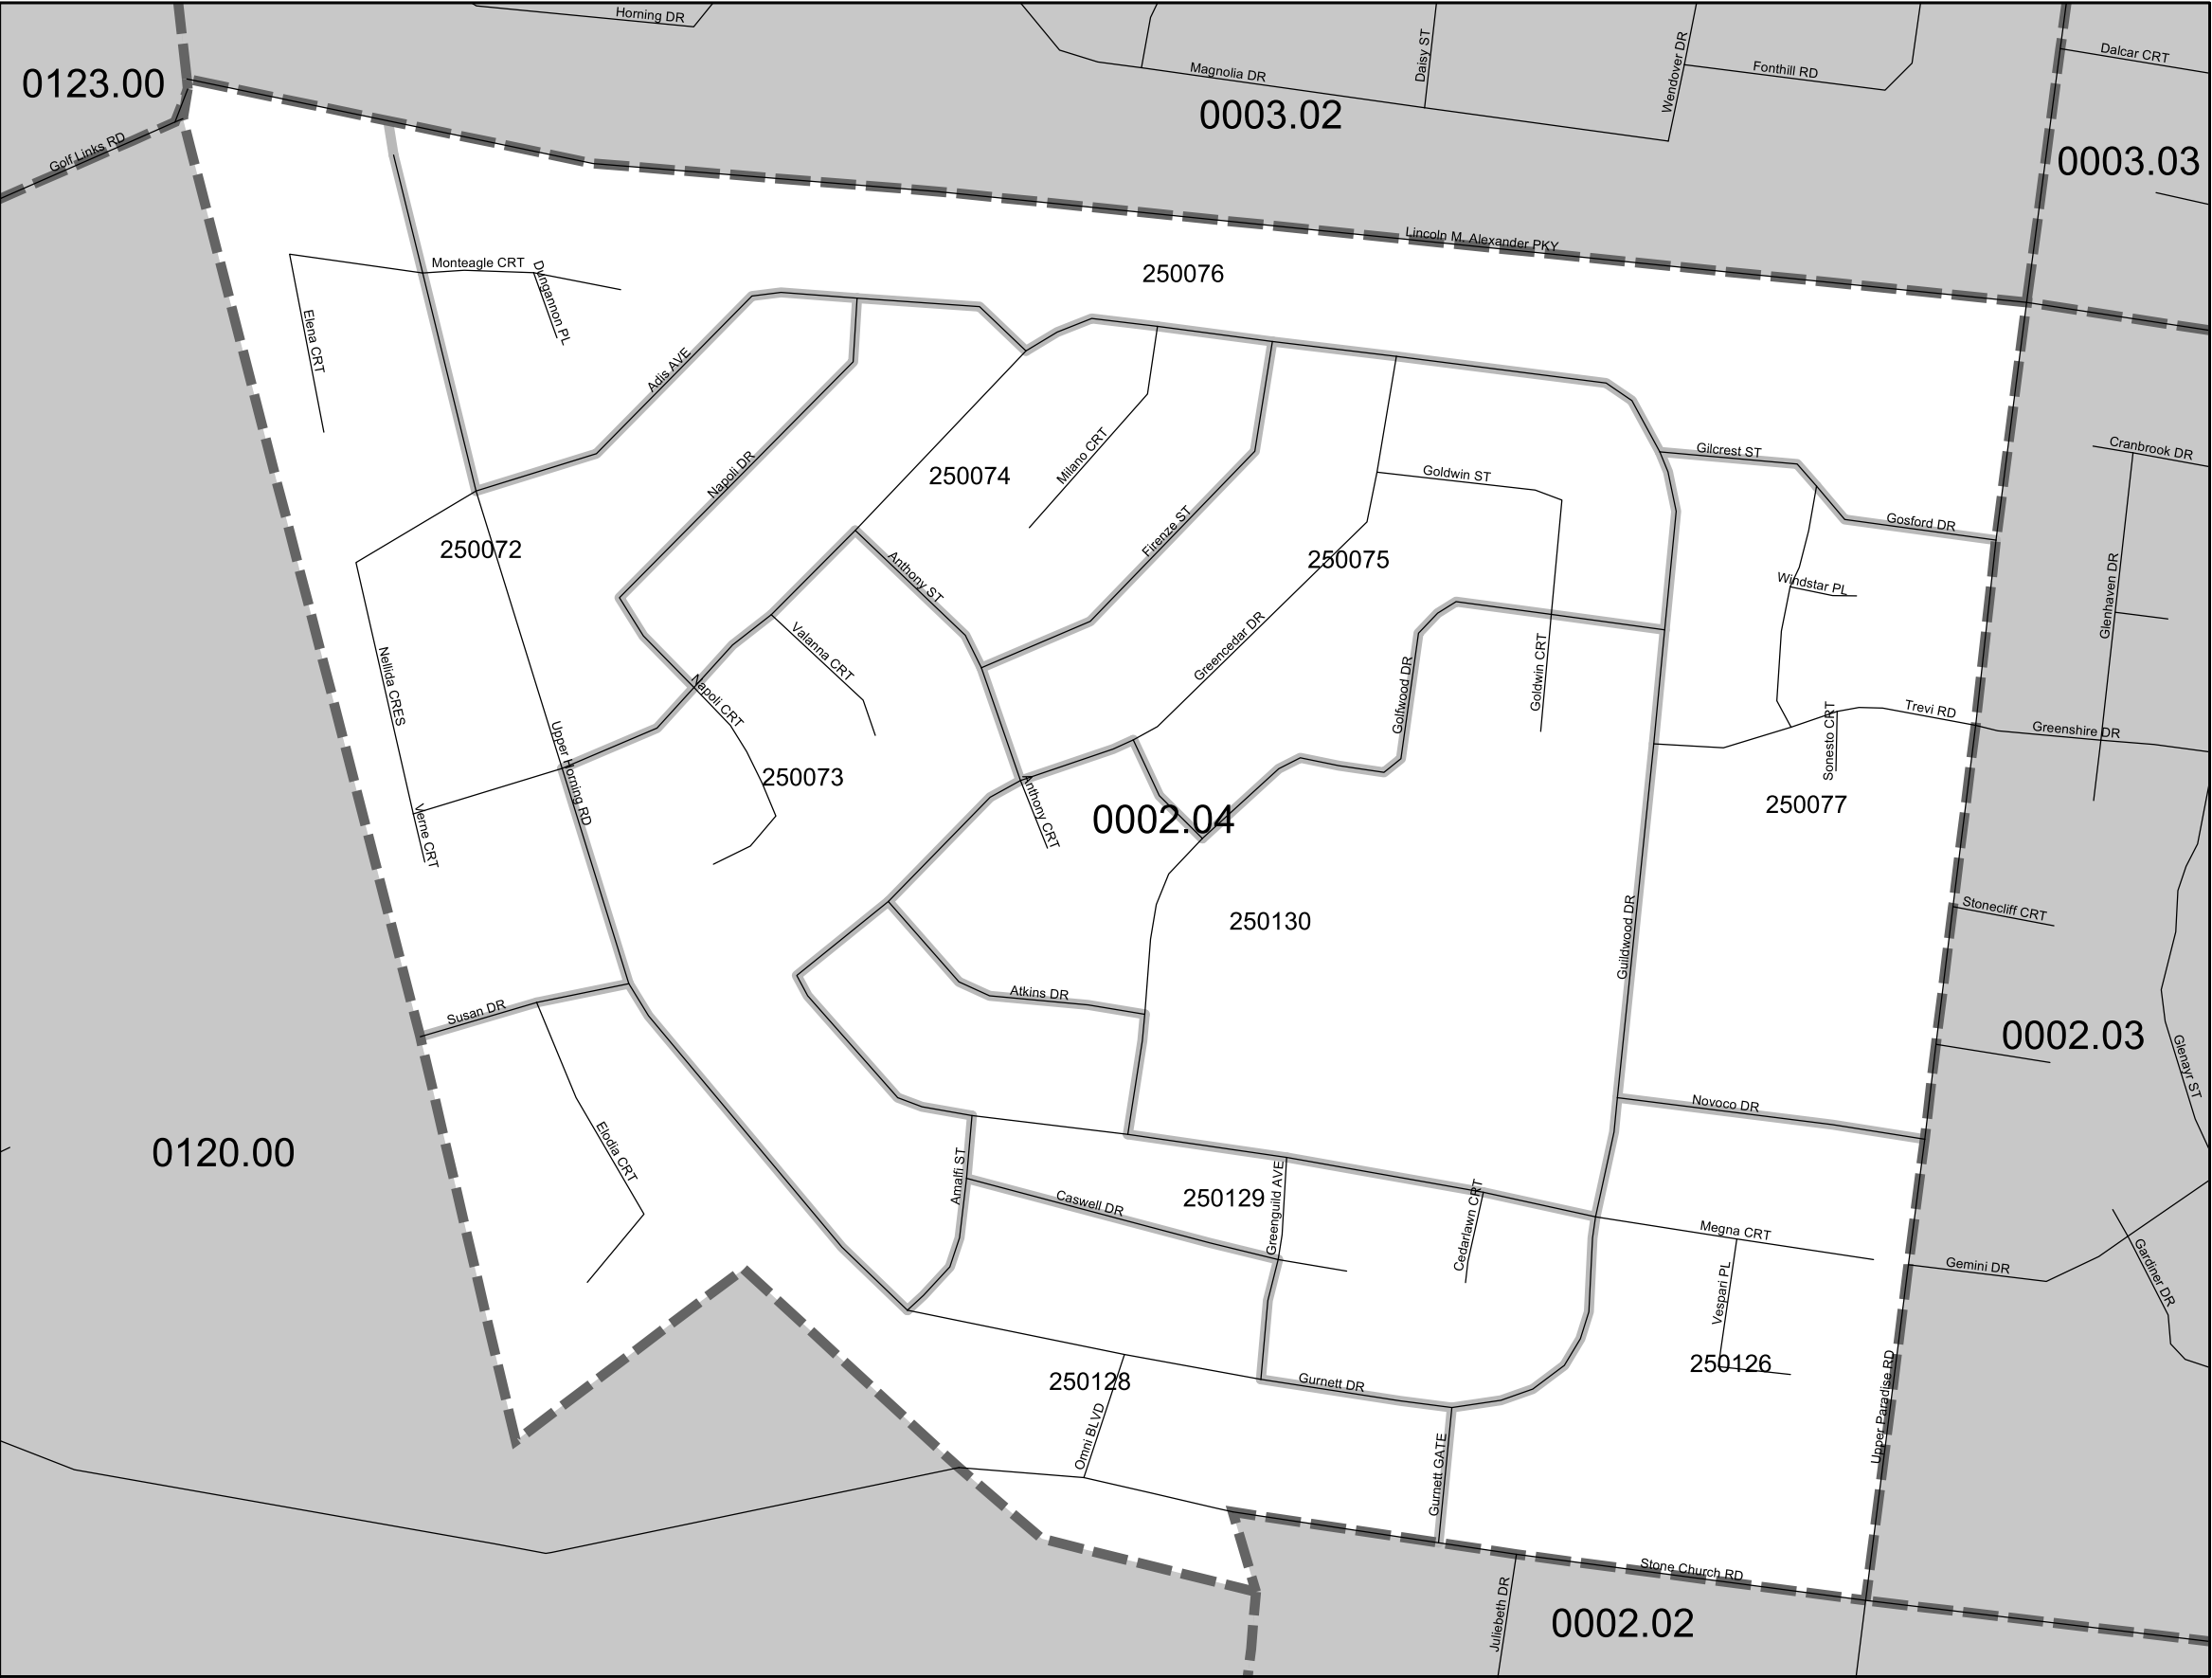 Horning DR
Daisy ST
Wendover DR
Dalcar CRT
Magnolia DR
Fonthill RD
0123.00
0003.02
Golf Links RD
0003.03
Lincoln M. Alexander PKY
Monteagle CRT
250076
Dungannon PL
Elena CRT
Adis AVE
Milano CRT
Gilcrest ST
Cranbrook DR
Napoli DR
250074
Goldwin ST
Firenze ST
Gosford DR
250072
250075
Anthony ST
Windstar PL
Glenhaven DR
Valanna CRT
Greencedar DR
Goldwin CRT
Nellida CRES
Napoli CRT
Golfwood DR
Trevi RD
Sonesto CRT
Greenshire DR
Upper Horning RD
250073
Anthony CRT
0002.04
250077
Verne CRT
250130
Guildwood DR
Stonecliff CRT
Atkins DR
Susan DR
0002.03
Glenayr ST
Novoco DR
0120.00
Elodia CRT
Amalfi ST
Caswell DR
250129
Greenguild AVE
Cedarlawn CRT
Megna CRT
Gemini DR
Gardiner DR
Vespari PL
250126
250128
Gurnett DR
Upper Paradise RD
Omni BLVD
Gurnett GATE
Stone Church RD
Juliebeth DR
0002.02